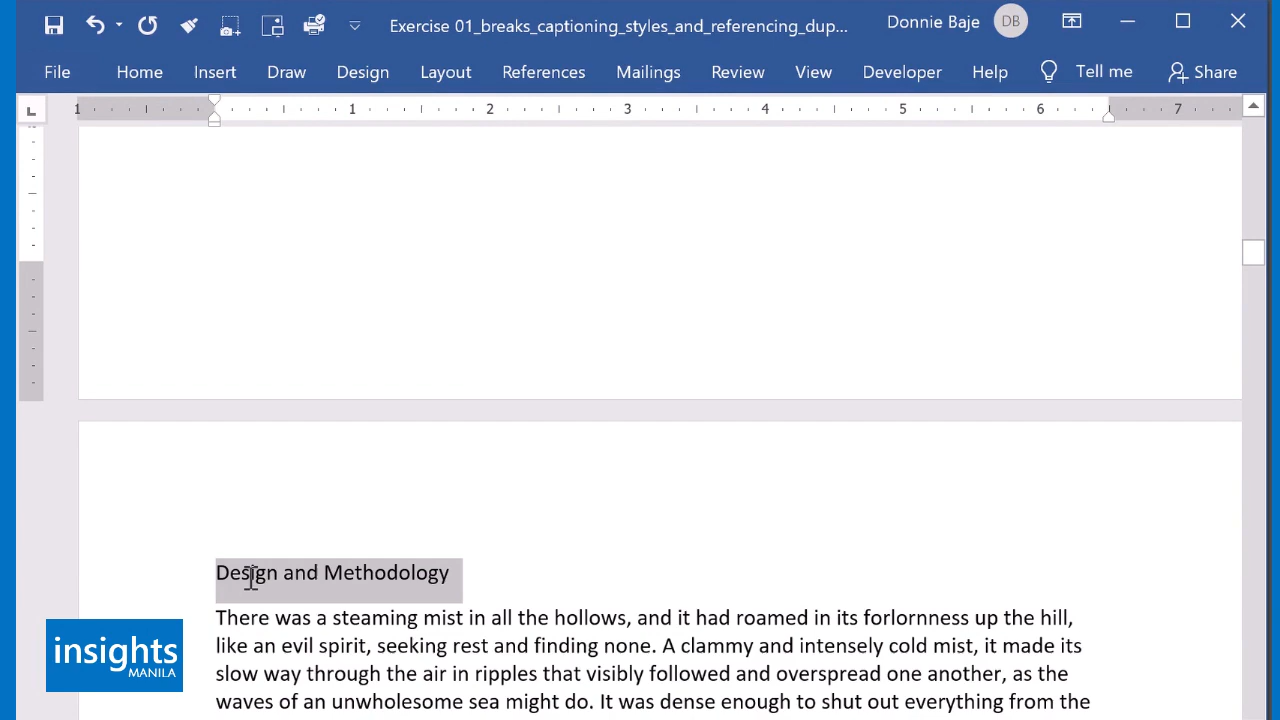 Exercise 01_breaks_captioning_styles_and_referencing_dup...
Donnie Baje
DB
File
Home
Insert
Draw
Design
Layout
References
Mailings
Review
View
Developer
Help
Tell me
Share
L
1 1 2 3 4 5 6 7
Design and Methodology
There was a steaming mist in all the hollows, and it had roamed in its forlornness up the hill,
like an evil spirit, seeking rest and finding none. A clammy and intensely cold mist, it made its
slow way through the air in ripples that visibly followed and overspread one another, as the
waves of an unwholesome sea might do. It was dense enough to shut out everything from the
insights
MANILA